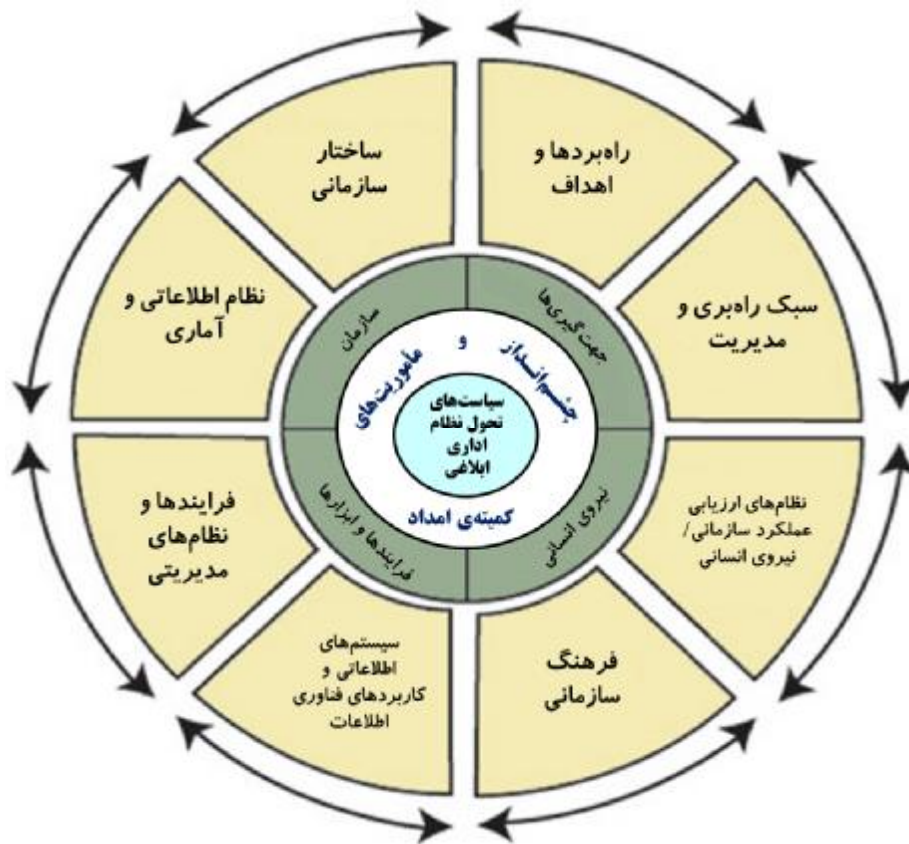 ساختار
سازمانی
راه‌بردها و
اهداف
سبک راه‌بری و
مدیریت
نظام‌های ارزیابی
عملکرد سازمانی/
نیروی انسانی
فرهنگ
سازمانی
سیستم‌های
اطلاعاتی و
کاربردهای فناوری
اطلاعات
فرایندها و
نظام‌های
مدیریتی
نظام اطلاعاتی و
آماری
سازمان
جهت‌گیری‌ها
نیروی انسانی
فرایندها و ابزارها
چشم‌انداز و مأموریت‌های
کمیته‌ی امداد
سیاست‌های
تحول نظام
اداری
ابلاغی